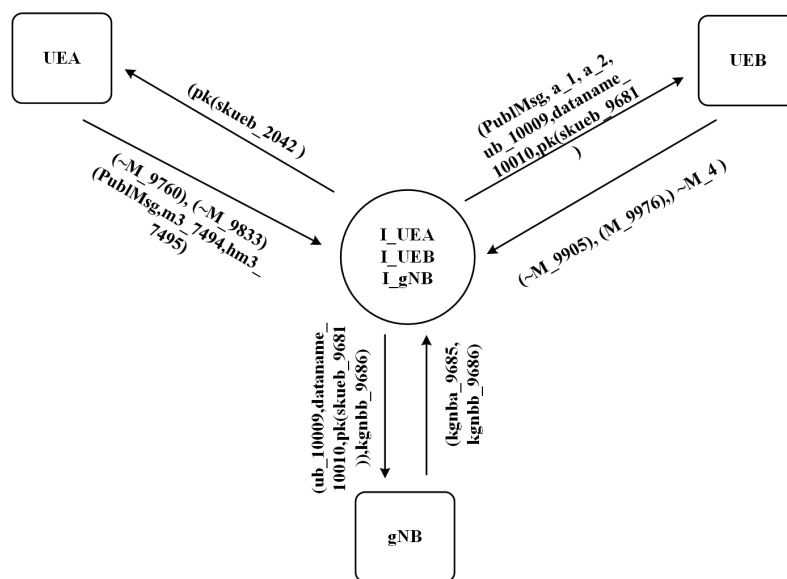 UEA
UEB
(pk(skueb_2042 )
(PublMsg, a_1, a_2,
ub_10009,dataname_
10010,pk(skueb_9681
)
(~M_9760), (~M_9833)
(PublMsg,m3_7494,hm3_
7495)
(~M_9905), (M_9976),) ~M_4 )
I_UEA
I_UEB
I_gNB
(ub_10009,dataname_
10010,pk(skueb_9681
)),kgnbb_9686)
(kgnba_9685,
kgnbb_9686)
gNB